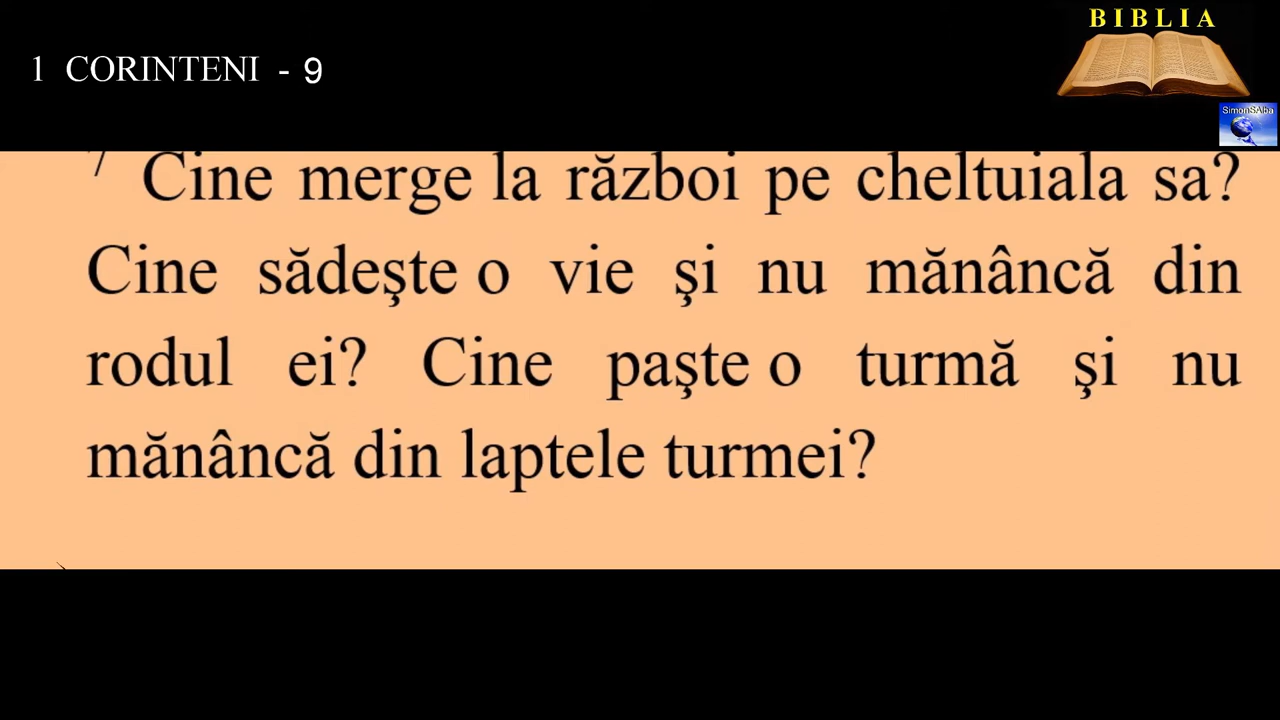 BIBLIA
1 CORINTENI - 9
SimonSAlba
7 Cine merge la război pe cheltuiala sa?
Cine sădeşte o vie şi nu mănâncă din
rodul ei? Cine paşte o turmă şi nu
mănâncă din laptele turmei?